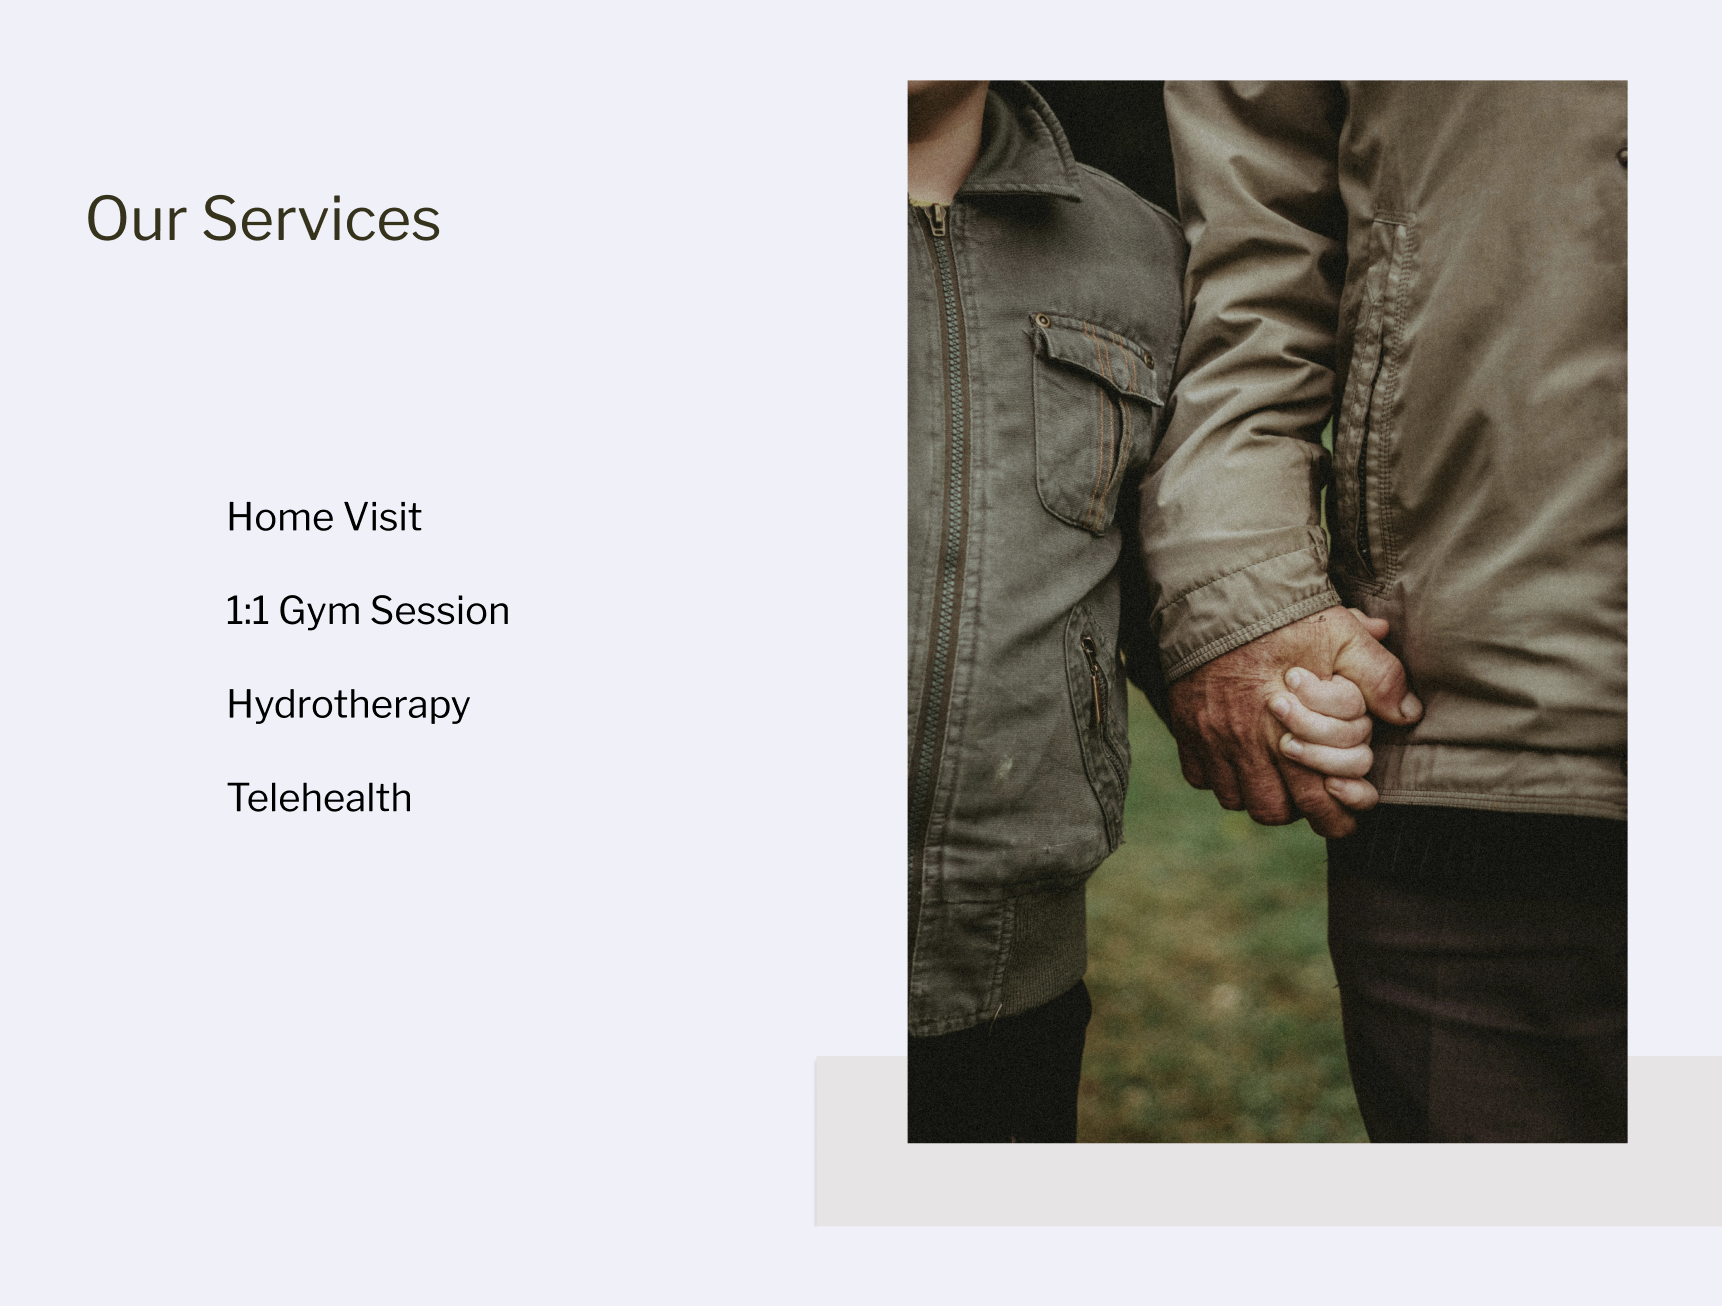 Our Services
Home Visit
1:1 Gym Session
Hydrotherapy
Telehealth